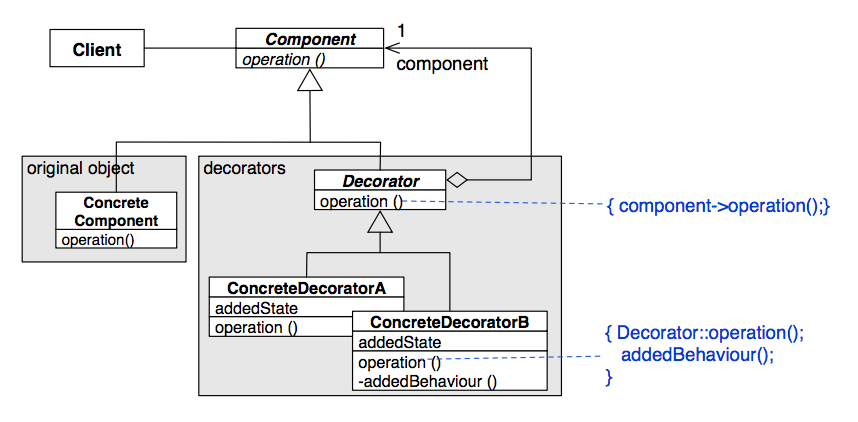 Client
Component
operation ()
1
component
original object
Concrete
Component
operation()
decorators
Decorator
operation ()
{ component->operation();}
ConcreteDecoratorA
addedState
operation ()
ConcreteDecoratorB
addedState
operation ()
-addedBehaviour ()
{ Decorator::operation();
addedBehaviour();
}